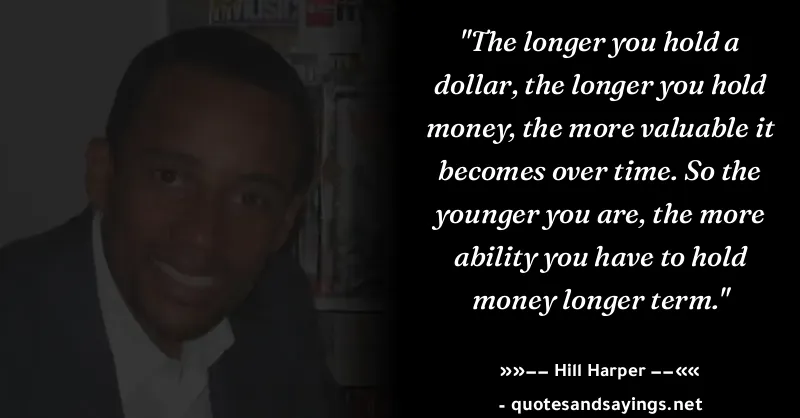 "The longer you hold a
dollar, the longer you hold
money, the more valuable it
becomes over time. So the
younger you are, the more
ability you have to hold
money longer term."
»»–– Hill Harper ––««
- quotesandsayings.net